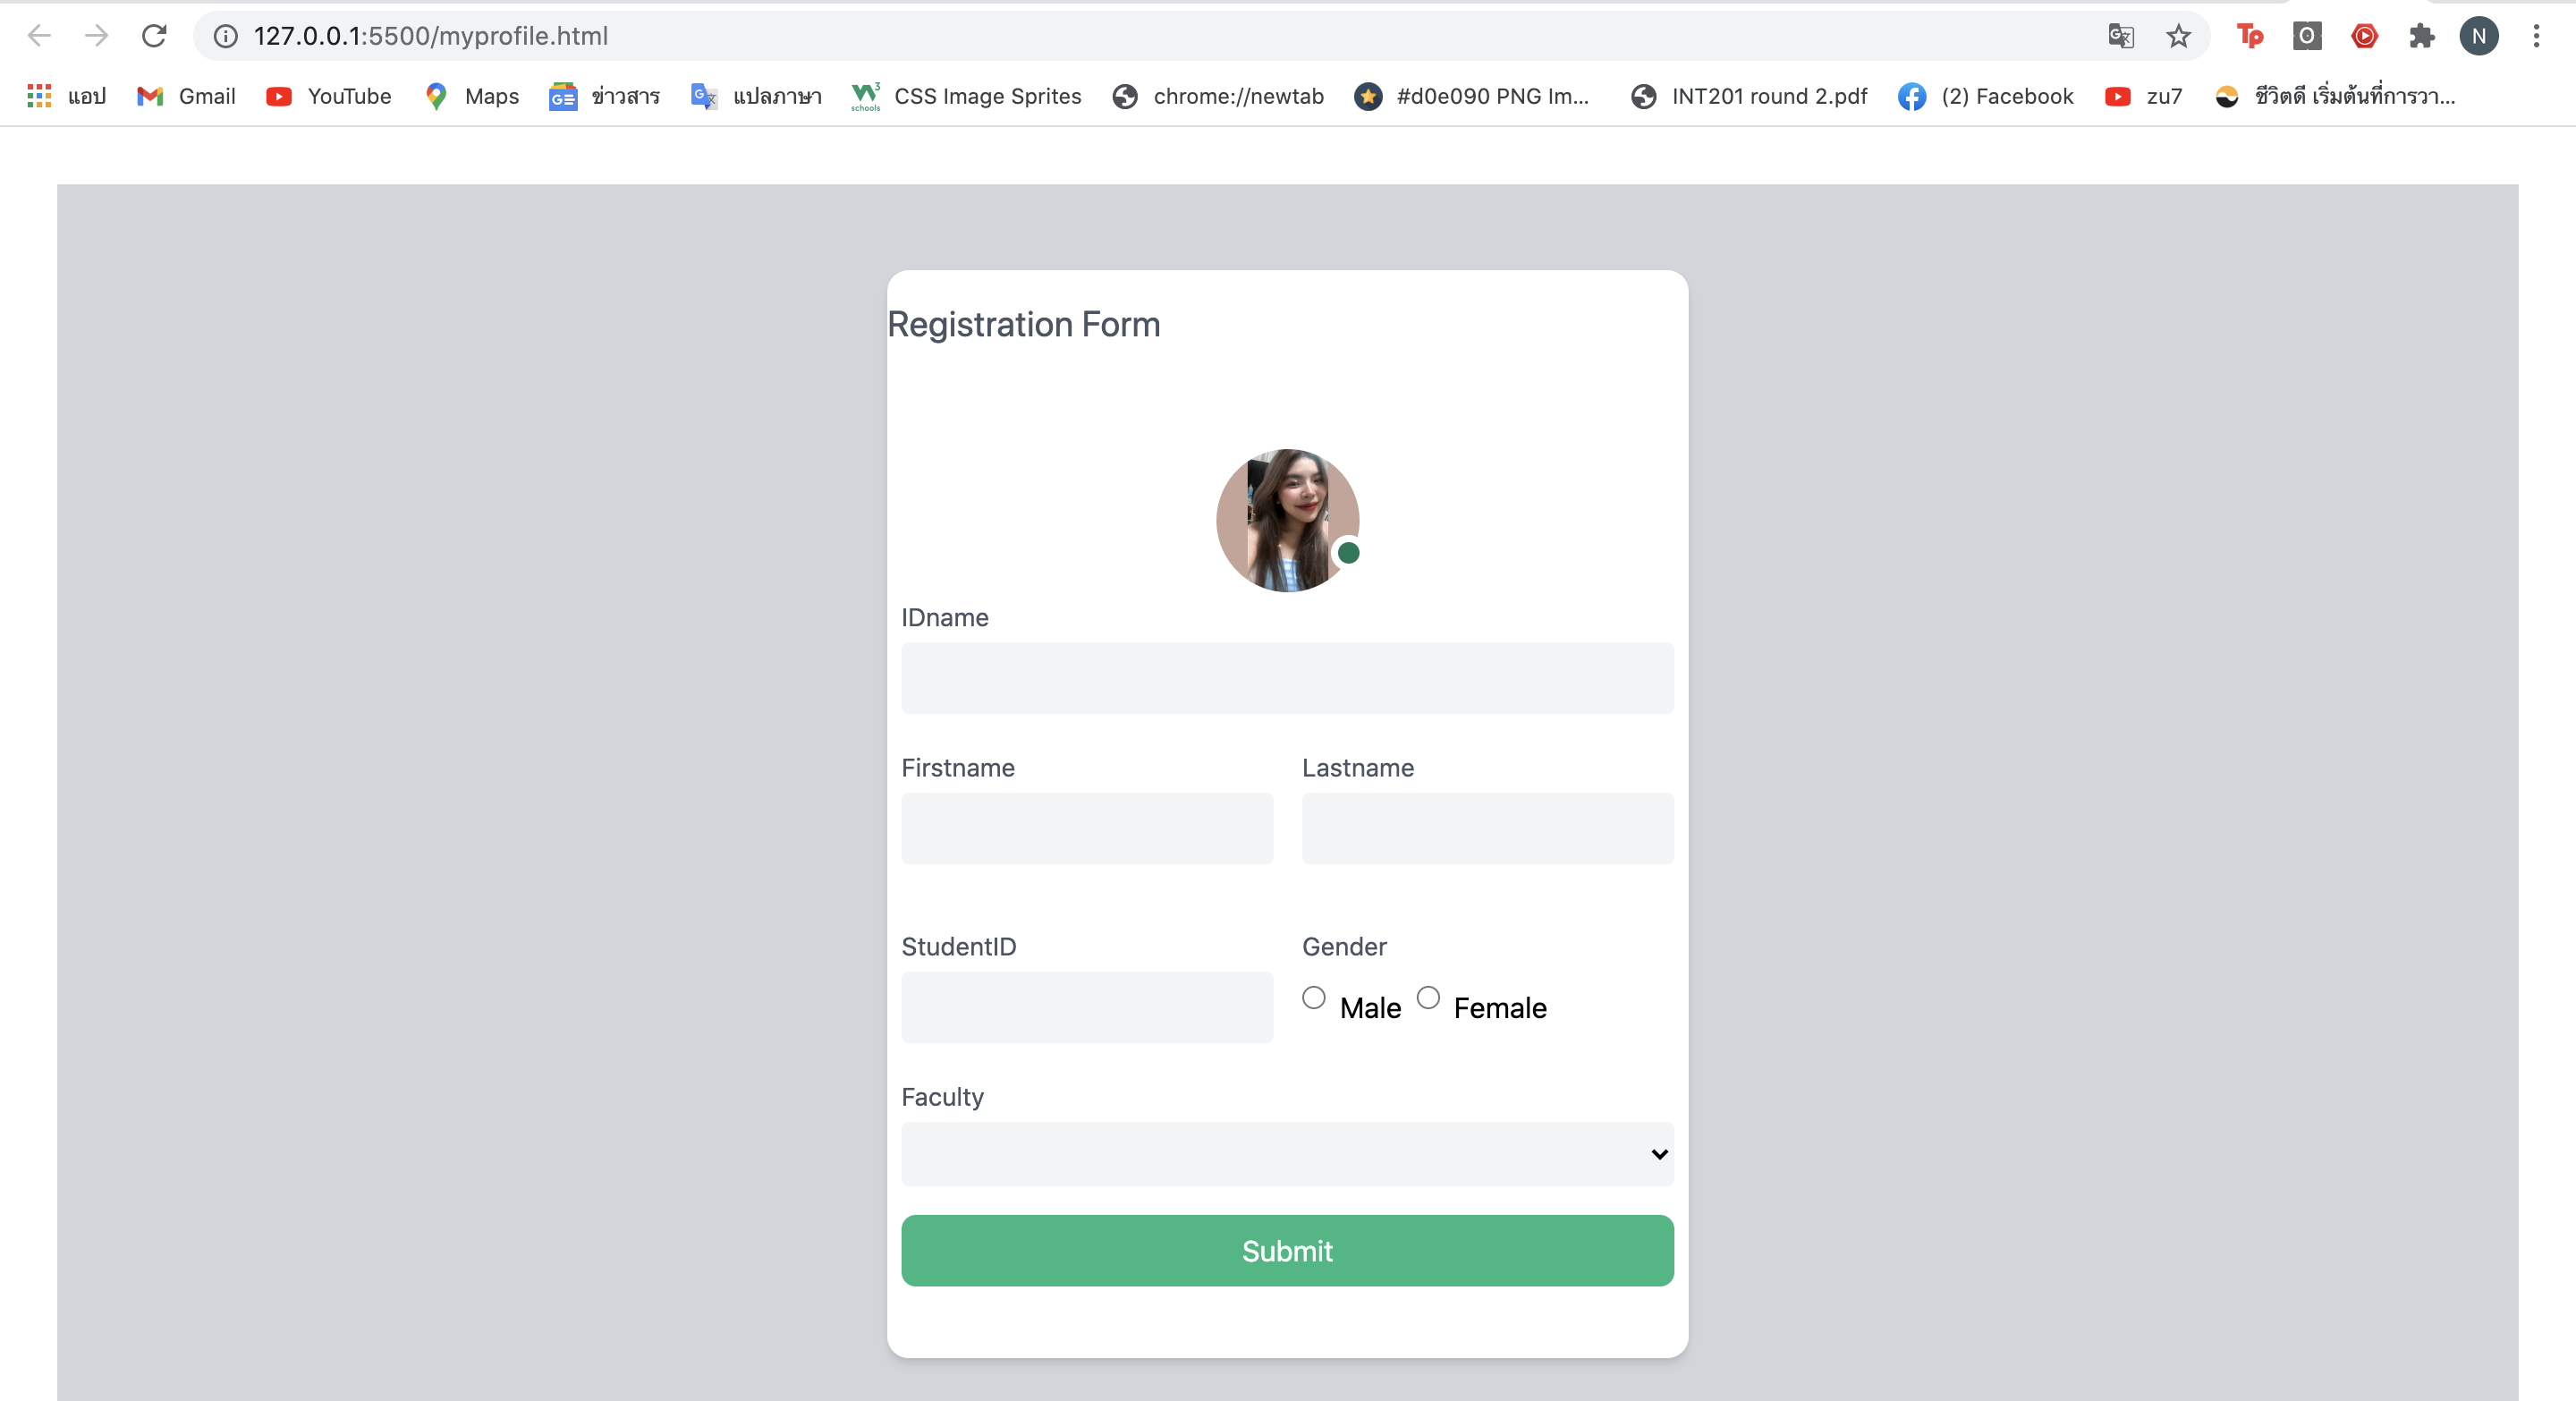 127.0.0.1:5500/myprofile.html
Tp
O
N
แอป Gmail YouTube Maps GE ข่าวสาร แปลภาษา W3 schools CSS Image Sprites chrome://newtab #d0e090 PNG Im... INT201 round 2.pdf (2) Facebook zu7 ชีวิตดี เริ่มต้นที่การวา...
Registration Form
IDname
Firstname Lastname
StudentID Gender
Male Female
Faculty
Submit